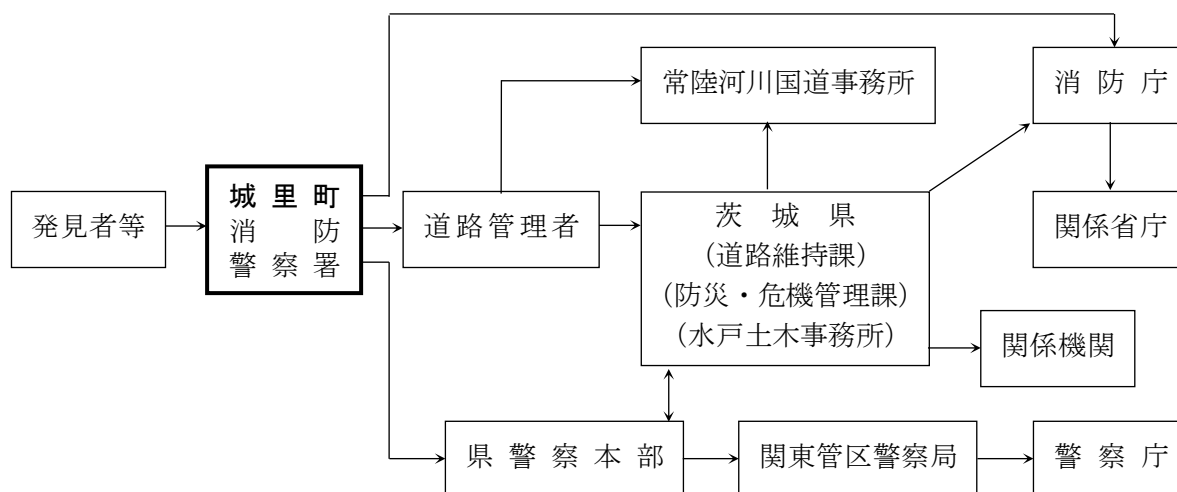 常陸河川国道事務所
消防庁
発見者等
城里町
消防
警察署
道路管理者
茨城県
(道路維持課)
(防災・危機管理課)
(水戸土木事務所)
関係省庁
関係機関
県警察本部
関東管区警察局
警察庁